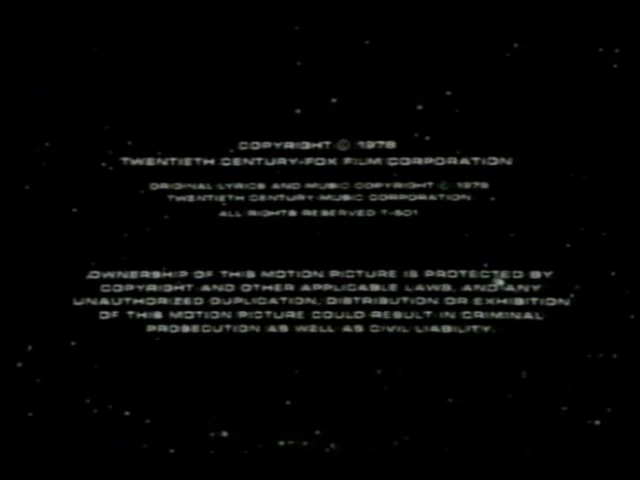 COPYRIGHT © 1978
TWENTIETH CENTURY-FOX FILM CORPORATION
ORIGINAL LYRICS AND MUSIC COPYRIGHT © 1978
TWENTIETH CENTURY MUSIC CORPORATION
ALL RIGHTS RESERVED T-501
OWNERSHIP OF THIS MOTION PICTURE IS PROTECTED BY
COPYRIGHT AND OTHER APPLICABLE LAWS, AND ANY
UNAUTHORIZED DUPLICATION, DISTRIBUTION OR EXHIBITION
OF THIS MOTION PICTURE COULD RESULT IN CRIMINAL
PROSECUTION AS WELL AS CIVIL LIABILITY.